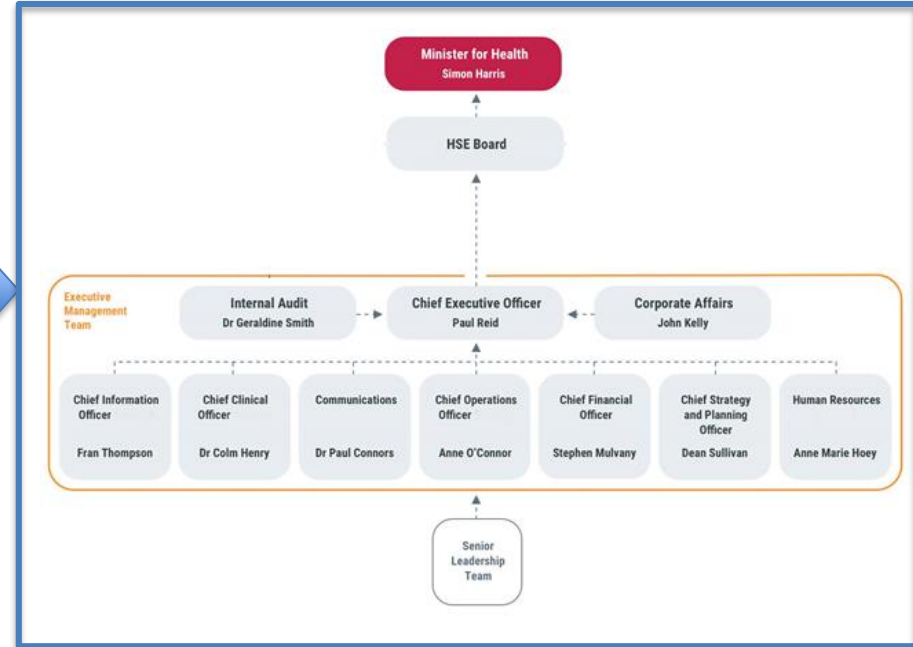 Minister for Health
Simon Harris
HSE Board
Executive
Management
Team
Internal Audit
Dr Geraldine Smith
Chief Executive Officer
Paul Reid
Corporate Affairs
John Kelly
Chief Information
Officer
Fran Thompson
Chief Clinical
Officer
Dr Colm Henry
Communications
Dr Paul Connors
Chief Operations
Officer
Anne O'Connor
Chief Financial
Officer
Stephen Mulvany
Chief Strategy
and Planning
Officer
Dean Sullivan
Human Resources
Anne Marie Hoey
Senior
Leadership
Team